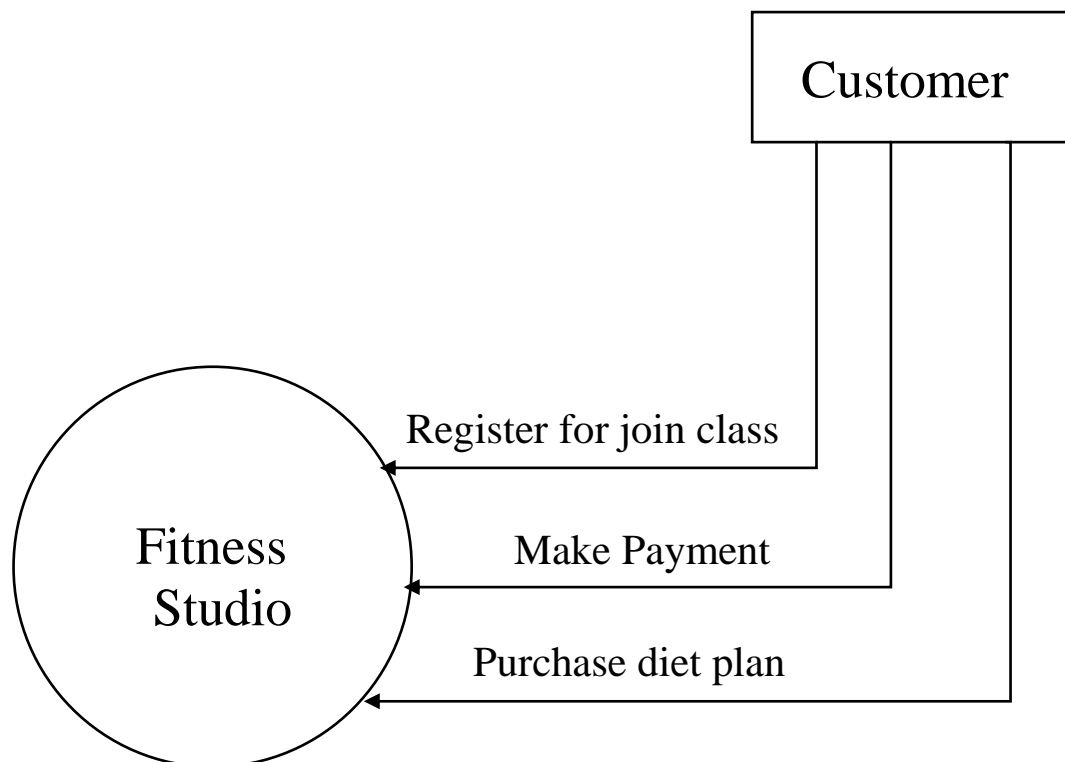 Customer
Register for join class
Fitness
Studio
Make Payment
Purchase diet plan